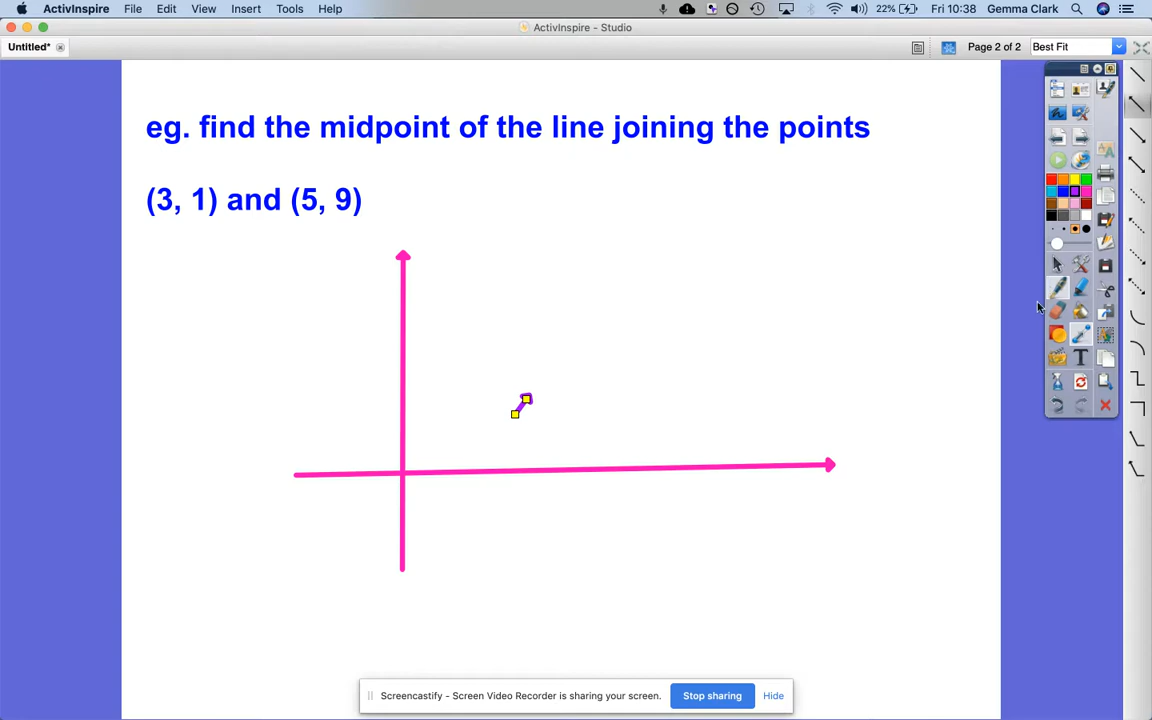 ActivInspire File Edit View Insert Tools Help 22% Fri 10:38 Gemma Clark
ActivInspire - Studio
Untitled* Page 2 of 2 Best Fit
eg. find the midpoint of the line joining the points
(3, 1) and (5, 9)
T
Screencastify - Screen Video Recorder is sharing your screen. Stop sharing Hide